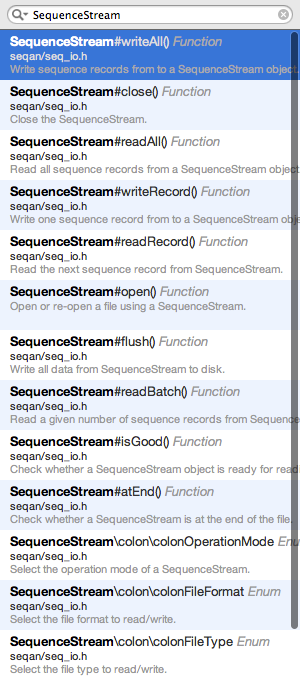 SequenceStream
SequenceStream#writeAll() Function
seqan/seq_io.h
Write sequence records from to a SequenceStream object.
SequenceStream#close() Function
seqan/seq_io.h
Close the SequenceStream.
SequenceStream#readAll() Function
seqan/seq_io.h
Read all sequence records from a SequenceStream object
SequenceStream#writeRecord() Function
seqan/seq_io.h
Write one sequence record from to a SequenceStream obje
SequenceStream#readRecord() Function
seqan/seq_io.h
Read the next sequence record from SequenceStream.
SequenceStream#open() Function
seqan/seq_io.h
Open or re-open a file using a SequenceStream.
SequenceStream#flush() Function
seqan/seq_io.h
Write all data from SequenceStream to disk.
SequenceStream#readBatch() Function
seqan/seq_io.h
Read a given number of sequence records from Sequence
SequenceStream#isGood() Function
seqan/seq_io.h
Check whether a SequenceStream object is ready for read
SequenceStream#atEnd() Function
seqan/seq_io.h
Check whether a SequenceStream is at the end of the file.
SequenceStream\colon\colonOperationMode Enum
seqan/seq_io.h
Select the operation mode of a SequenceStream.
SequenceStream\colon\colonFileFormat Enum
seqan/seq_io.h
Select the file format to read/write.
SequenceStream\colon\colonFileType Enum
seqan/seq_io.h
Select the file type to read/write.